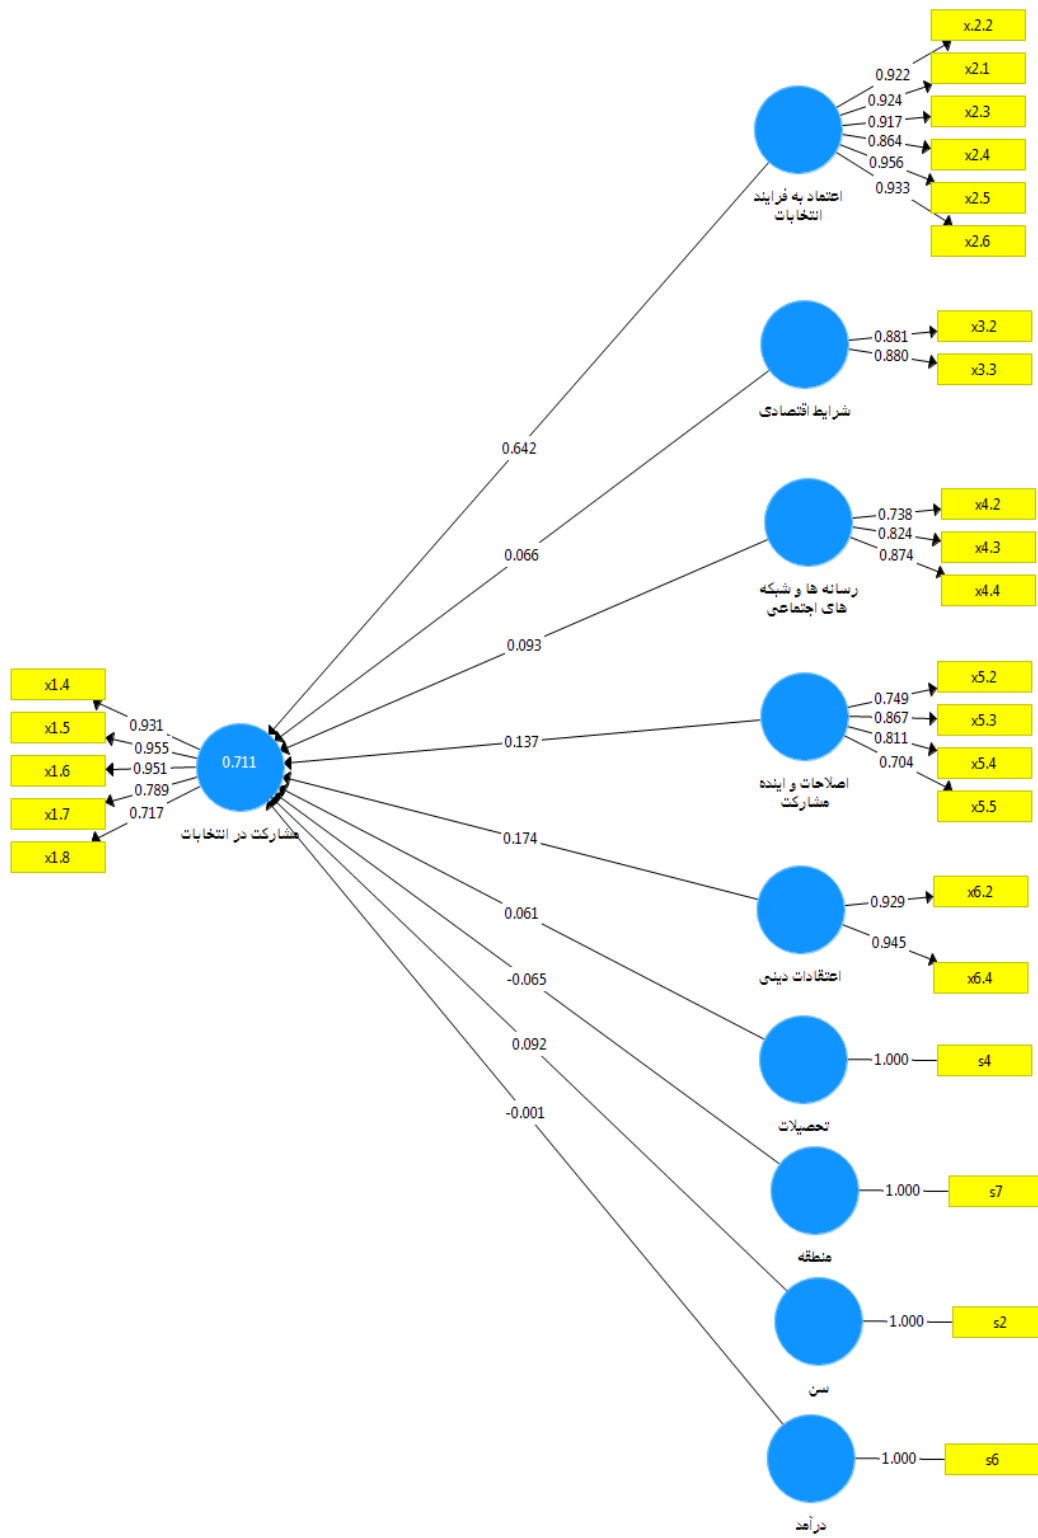 x.2.2
0.922
x2.1
0.924
x2.3
0.917
0.864
x2.4
0.956
0.933
x2.5
x2.6
اعتماد به فرایند
انتخابات
0.881
x3.2
0.880
x3.3
شرایط اقتصادی
0.642
0.738
x4.2
0.824
x4.3
0.874
x4.4
0.066
رسانه ها و شبکه
های اجتماعی
0.093
x5.2
0.749
0.867
x5.3
0.811
x5.4
0.704
x5.5
0.137
اصلاحات و اینده
مشارکت
x1.4
0.931
x1.5
0.955
x1.6
0.951
0.789
x1.7
0.717
x1.8
0.711
مشارکت در انتخابات
0.174
0.929
x6.2
0.945
x6.4
اعتقادات دینی
0.061
-0.065
0.092
1.000
s4
تحصیلات
-0.001
1.000
s7
منطقه
1.000
s2
سن
1.000
s6
درآمد